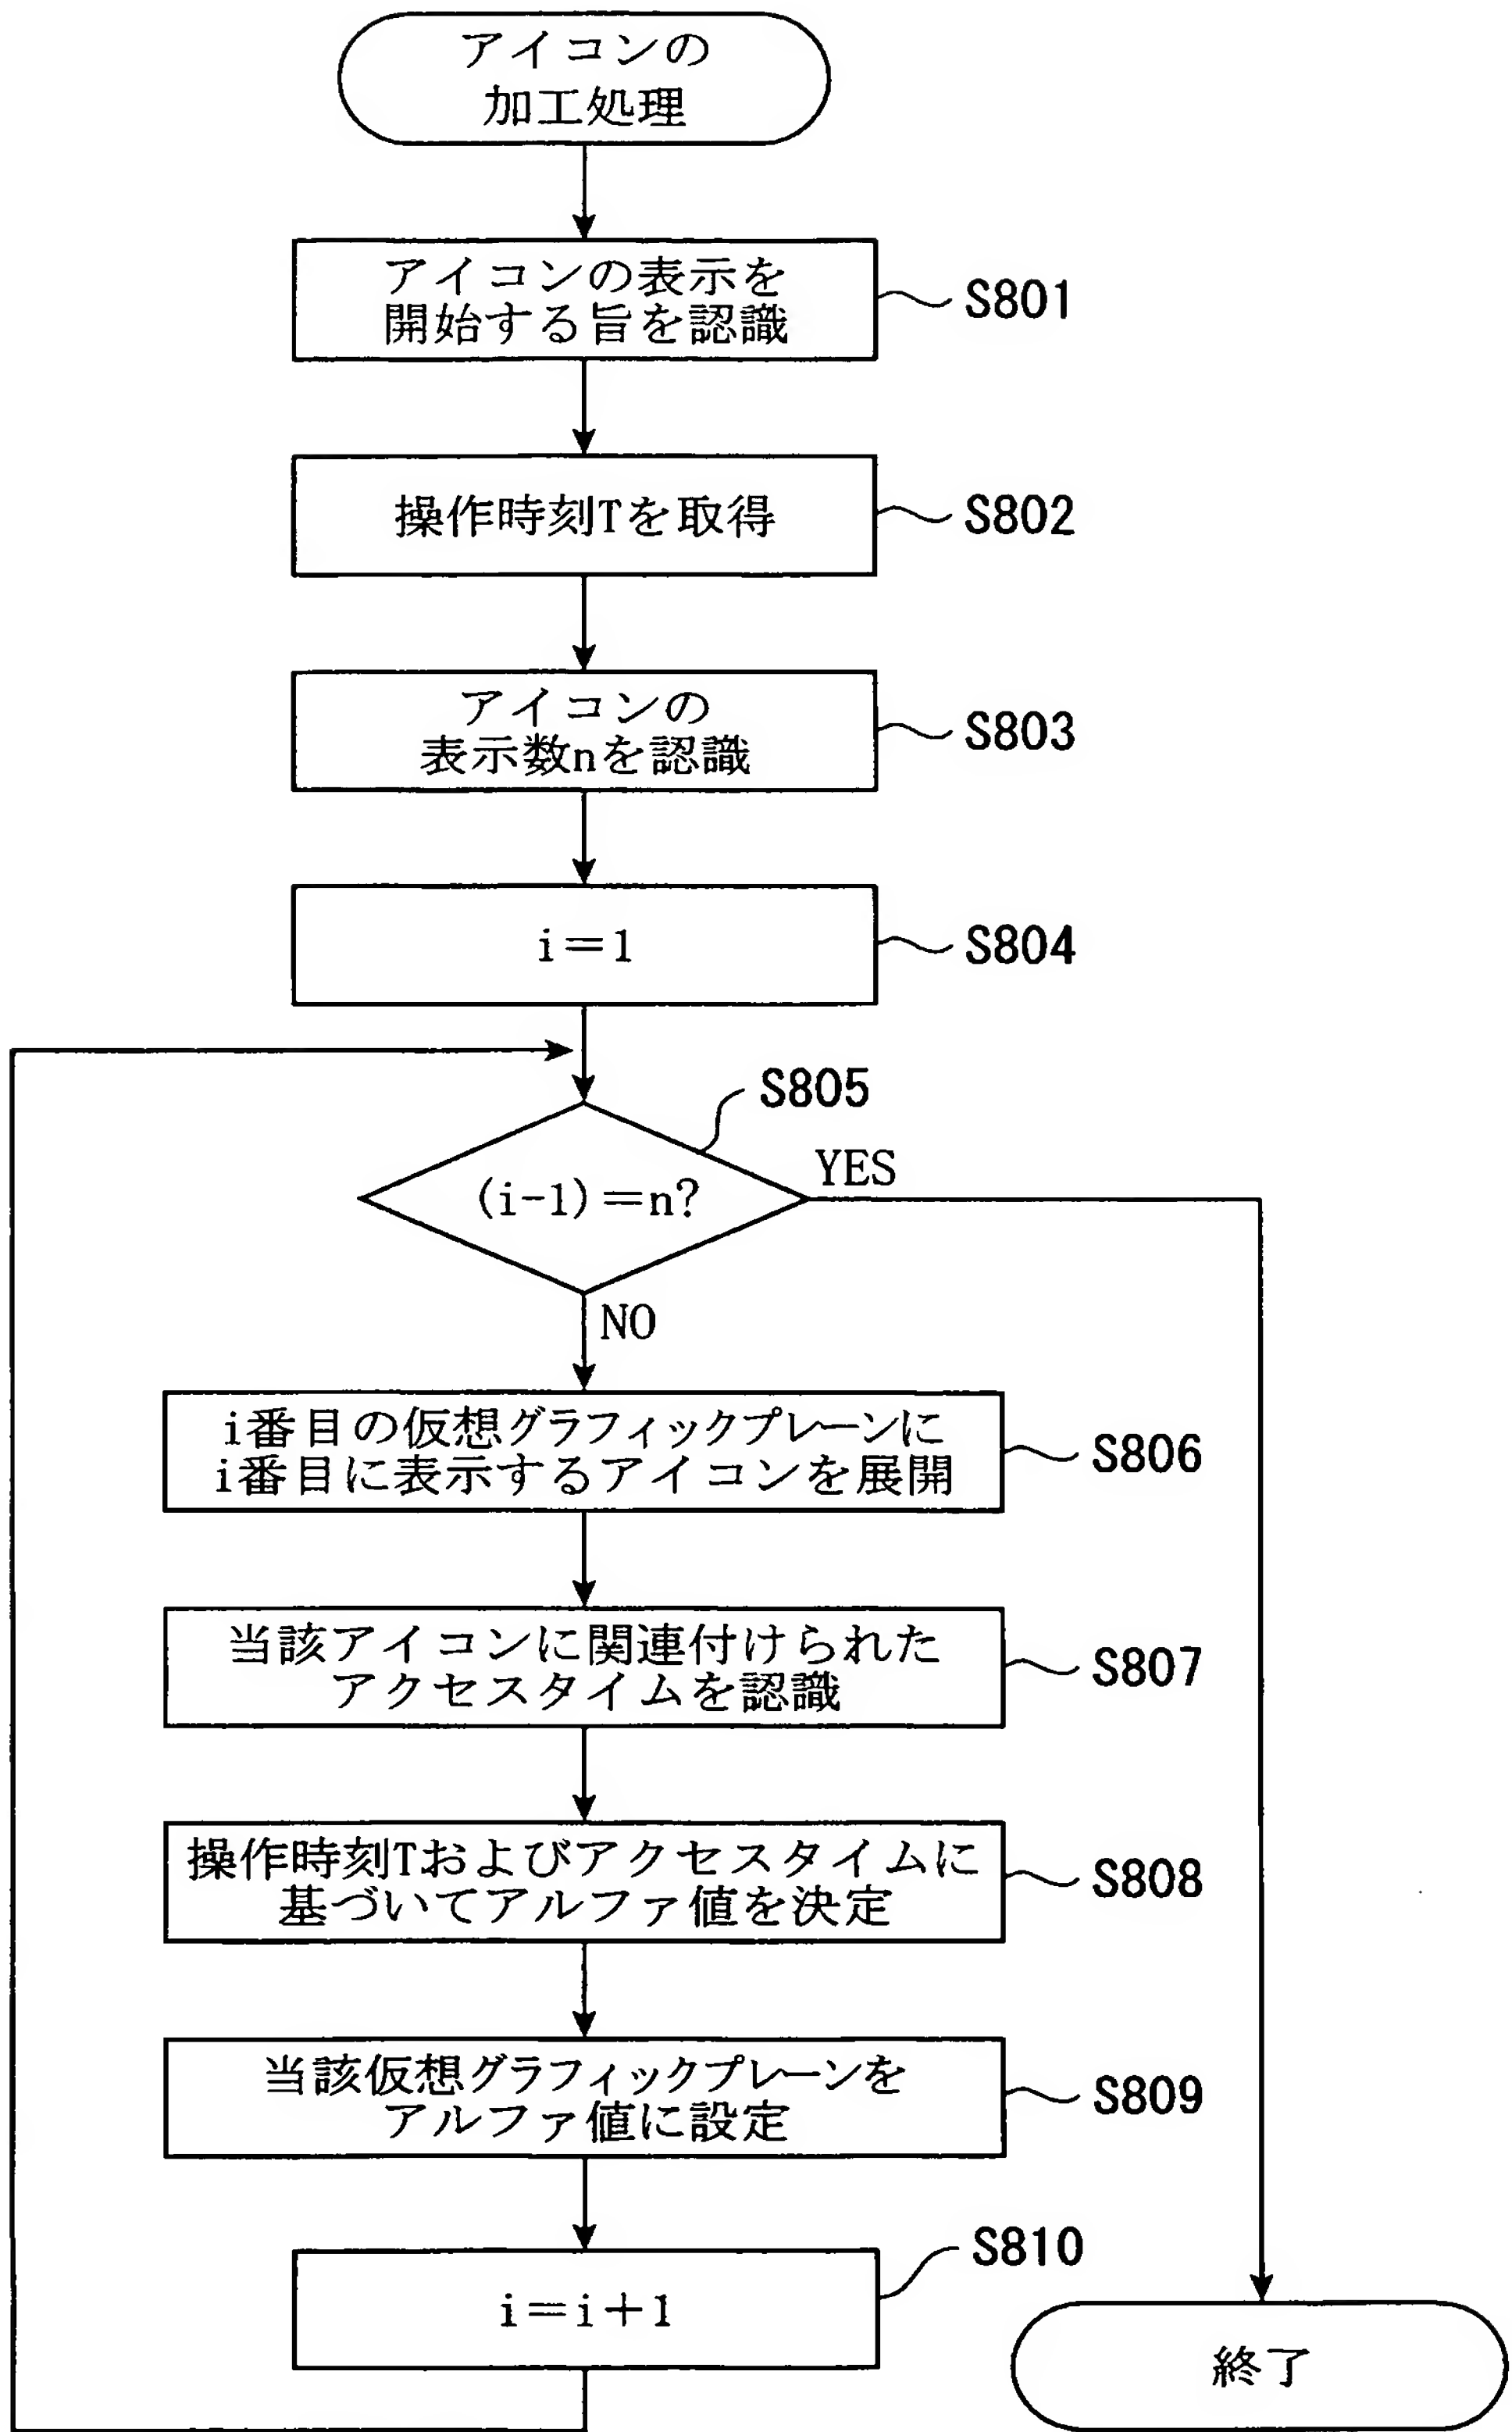 アイコンの
加工処理
アイコンの表示を
開始する旨を認識
S801
操作時刻Tを取得
S802
アイコンの
表示数nを認識
S803
i＝1
S804
S805
(i-1)＝n?
YES
NO
i番目の仮想グラフィックプレーンに
i番目に表示するアイコンを展開
S806
当該アイコンに関連付けられた
アクセスタイムを認識
S807
操作時刻Tおよびアクセスタイムに
基づいてアルファ値を決定
S808
当該仮想グラフィックプレーンを
アルファ値に設定
S809
S810
i＝i＋1
終了